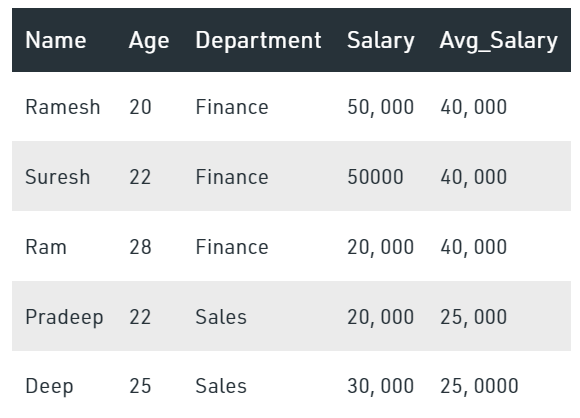 Name Age Department Salary Avg_Salary
Ramesh 20 Finance 50, 000 40, 000
Suresh 22 Finance 50000 40, 000
Ram 28 Finance 20, 000 40, 000
Pradeep 22 Sales 20, 000 25, 000
Deep 25 Sales 30, 000 25, 0000